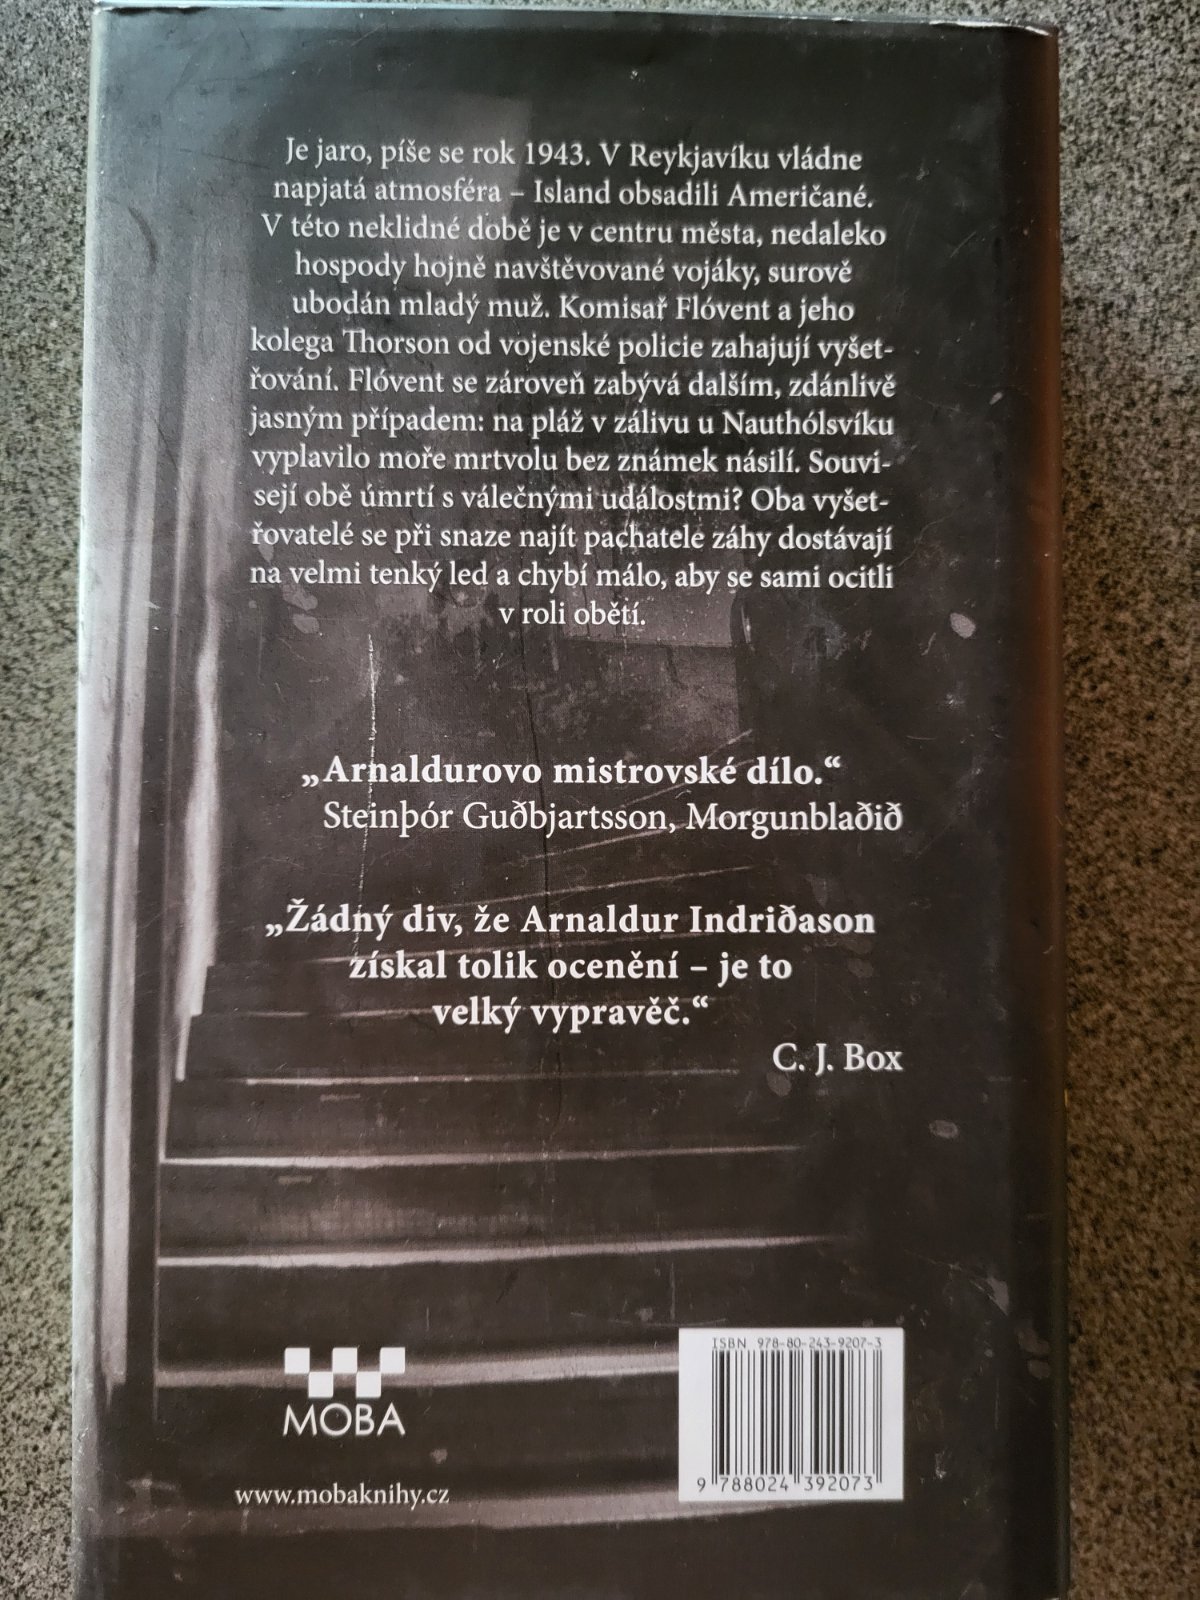 Je jaro, píše se rok 1943. V Reykjavíku vládne
napjatá atmosféra – Island obsadili Američané.
V této neklidné době je v centru města, nedaleko
hospody hojně navštěvované vojáky, surově
ubodán mladý muž. Komisař Flóvent a jeho
kolega Thorson od vojenské policie zahajují vyšet-
řování. Flóvent se zároveň zabývá dalším, zdánlivě
jasným případem: na pláž v zálivu u Nauthólsvíku
vyplavilo moře mrtvolu bez známek násilí. Souvi-
sejí obě úmrtí s válečnými událostmi? Oba vyšet-
řovatelé se při snaze najít pachatele záhy dostávají
na velmi tenký led a chybí málo, aby se sami ocitli
v roli obětí.
„Arnaldurovo mistrovské dílo.“
Steinþór Guðbjartsson, Morgunblaðið
„Žádný div, že Arnaldur Indriðason
získal tolik ocenění – je to
velký vypravěč.“
C. J. Box
MOBA
www.mobaknihy.cz
ISBN 978-80-243-9207-3
9 788024 392073